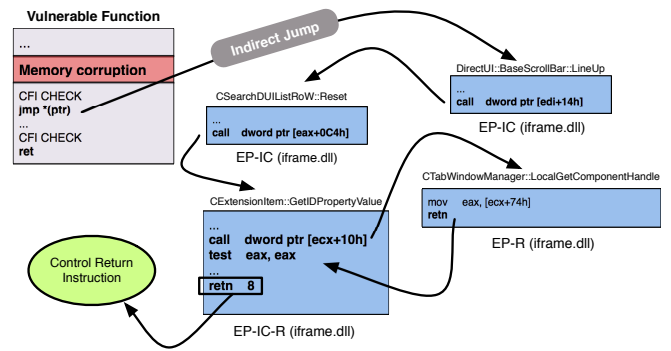 Vulnerable Function
...
Memory corruption
CFI CHECK
jmp *(ptr)
...
CFI CHECK
ret
Indirect Jump
DirectUI::BaseScrollBar::LineUp
...
call dword ptr [edi+14h]
EP-IC (iframe.dll)
CSearchDUIListRoW::Reset
...
call dword ptr [eax+0C4h]
EP-IC (iframe.dll)
CTabWindowManager::LocalGetComponentHandle
mov eax, [ecx+74h]
retn
EP-R (iframe.dll)
CExtensionItem::GetIDPropertyValue
...
call dword ptr [ecx+10h]
test eax, eax
...
retn 8
EP-IC-R (iframe.dll)
Control Return
Instruction